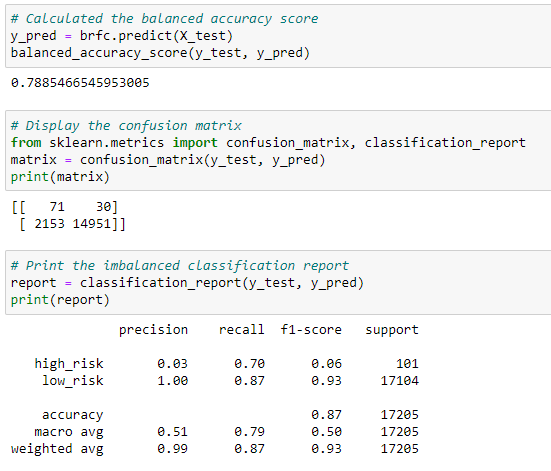 # Calculated the balanced accuracy score
y_pred = brfc.predict(X_test)
balanced_accuracy_score(y_test, y_pred)
0.7885466545953005
# Display the confusion matrix
from sklearn.metrics import confusion_matrix, classification_report
matrix = confusion_matrix(y_test, y_pred)
print(matrix)
[[   71    30]
 [ 2153 14951]]
# Print the imbalanced classification report
report = classification_report(y_test, y_pred)
print(report)
              precision    recall  f1-score   support
   high_risk       0.03      0.70      0.06       101
    low_risk       1.00      0.87      0.93     17104
    accuracy                           0.87     17205
   macro avg       0.51      0.79      0.50     17205
weighted avg       0.99      0.87      0.93     17205